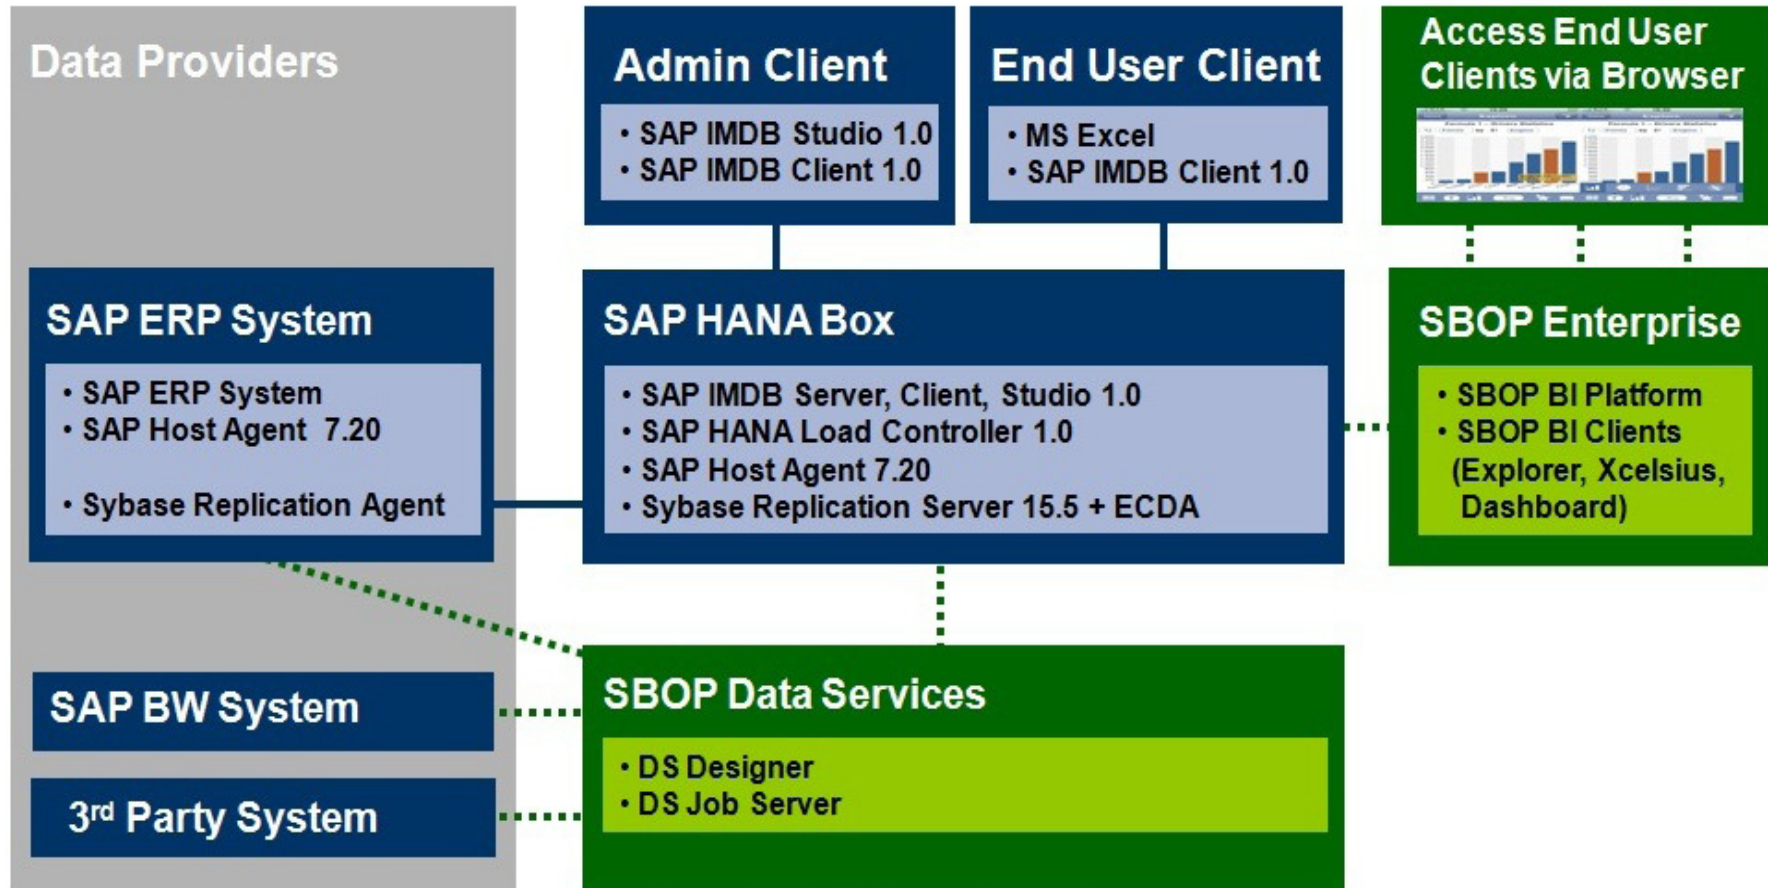 Data Providers
SAP ERP System
• SAP ERP System
• SAP Host Agent 7.20
• Sybase Replication Agent
SAP BW System
3rd Party System
Admin Client
• SAP IMDB Studio 1.0
• SAP IMDB Client 1.0
End User Client
• MS Excel
• SAP IMDB Client 1.0
SAP HANA Box
• SAP IMDB Server, Client, Studio 1.0
• SAP HANA Load Controller 1.0
• SAP Host Agent 7.20
• Sybase Replication Server 15.5 + ECDA
SBOP Data Services
• DS Designer
• DS Job Server
Access End User
Clients via Browser
SBOP Enterprise
• SBOP BI Platform
• SBOP BI Clients
(Explorer, Xcelsius,
Dashboard)